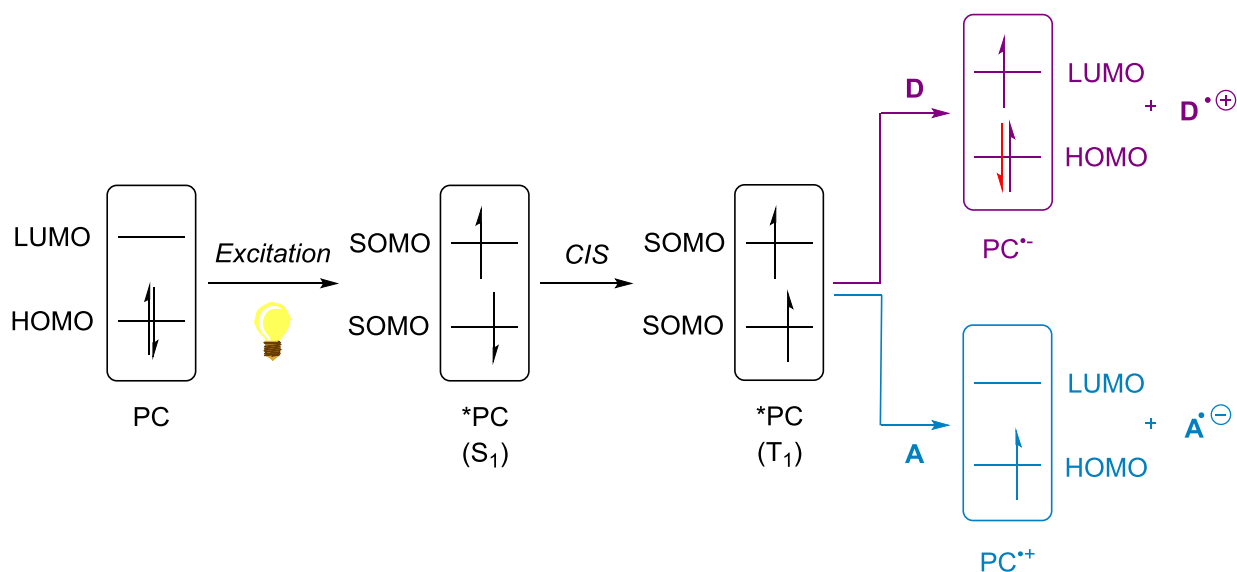 LUMO
HOMO
PC
Excitation
SOMO
SOMO
*PC
(S₁)
CIS
SOMO
SOMO
*PC
(T₁)
D
LUMO
HOMO
+ D•⊕
PC•-
A
LUMO
HOMO
+ A•⊖
PC•+